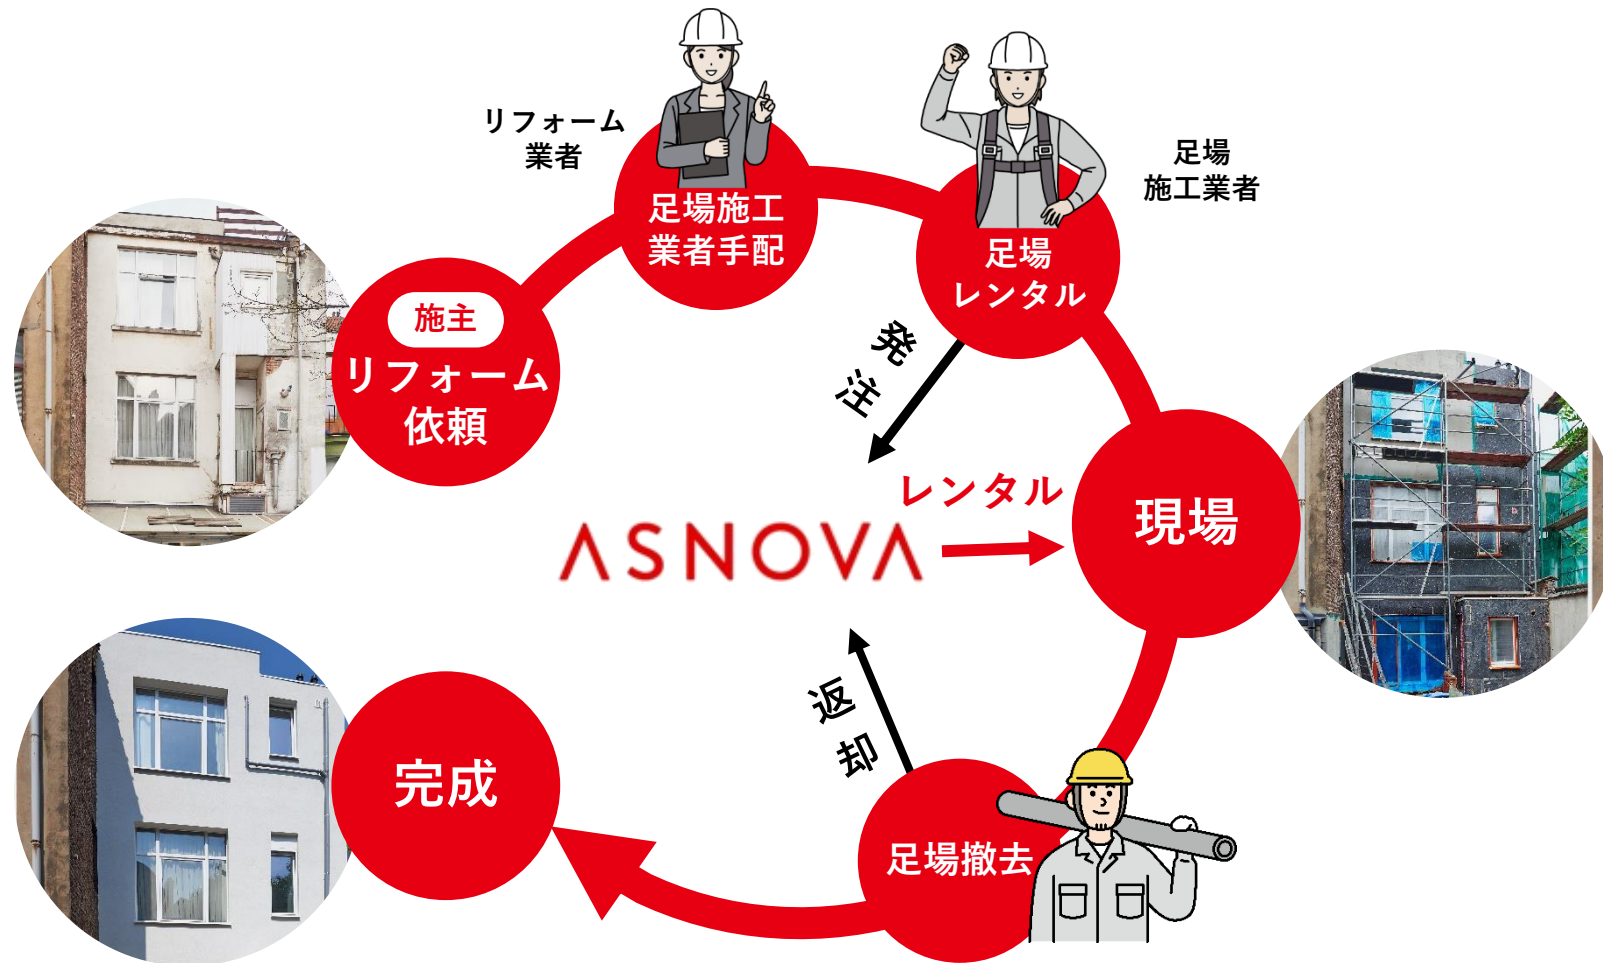 リフォーム
業者
足場施工
業者手配
足場
施工業者
足場
レンタル
施主
リフォーム
依頼
発注
レンタル
現場
ASNOVA
返却
足場撤去
完成